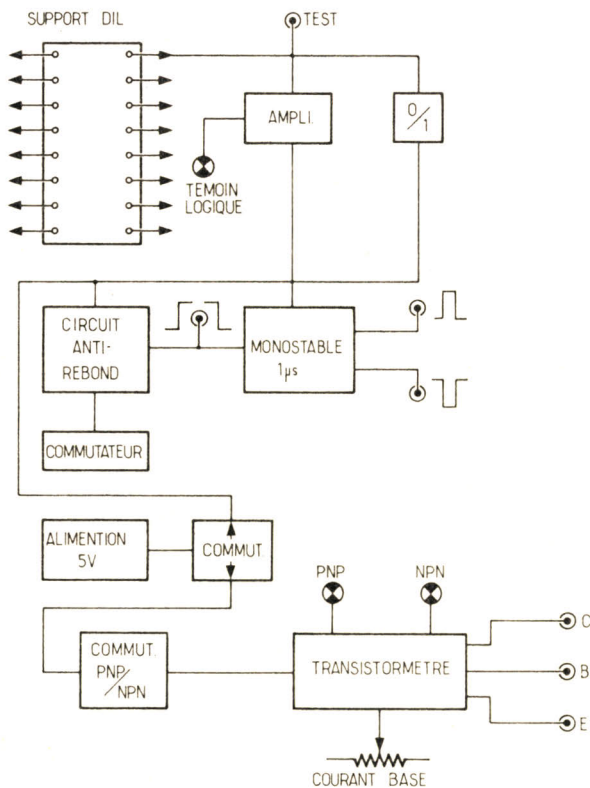 SUPPORT DIL
TEST
AMPLI.
0/1
TEMOIN
LOGIQUE
CIRCUIT
ANTI-
REBOND
MONOSTABLE
1µs
COMMUTATEUR
ALIMENTION
5V
COMMUT.
PNP
NPN
COMMUT.
PNP/
NPN
TRANSISTORMETRE
C
B
E
COURANT BASE